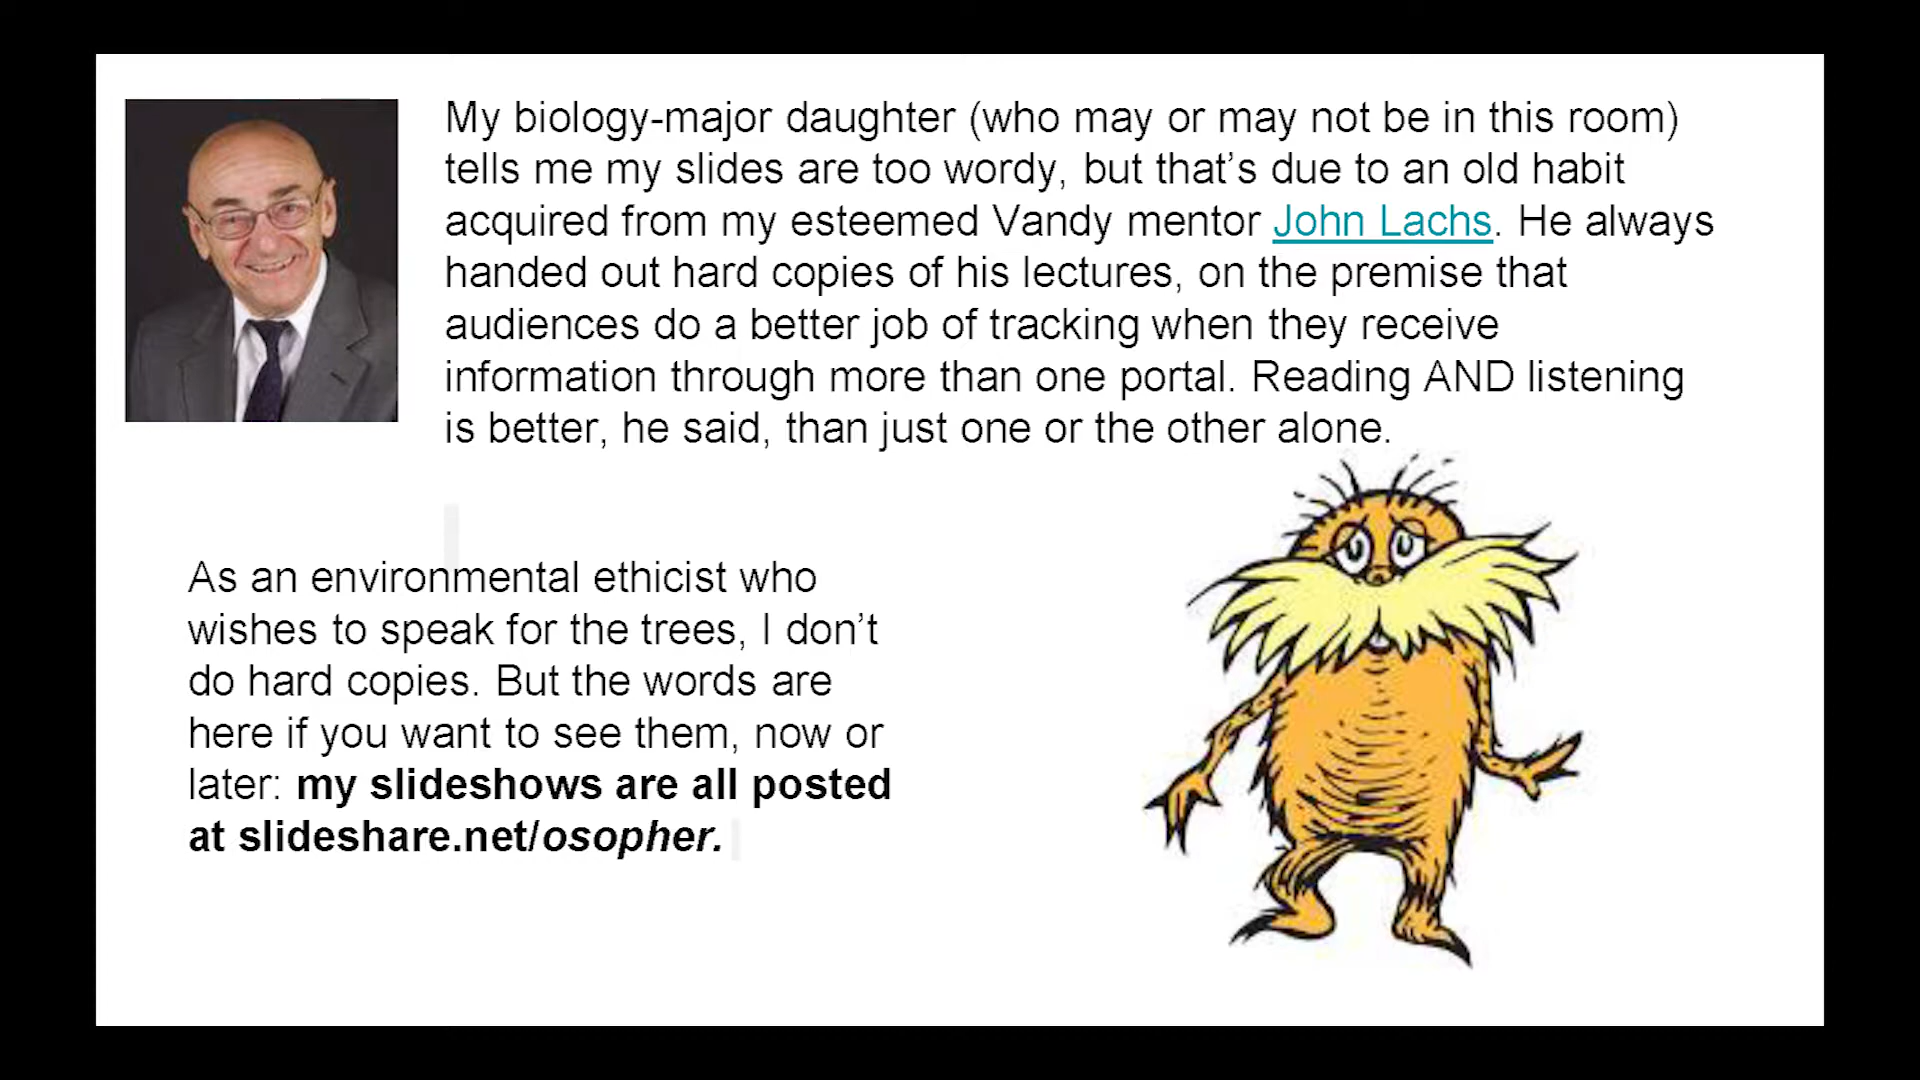 My biology-major daughter (who may or may not be in this room)
tells me my slides are too wordy, but that’s due to an old habit
acquired from my esteemed Vandy mentor John Lachs. He always
handed out hard copies of his lectures, on the premise that
audiences do a better job of tracking when they receive
information through more than one portal. Reading AND listening
is better, he said, than just one or the other alone.
As an environmental ethicist who
wishes to speak for the trees, I don’t
do hard copies. But the words are
here if you want to see them, now or
later: my slideshows are all posted
at slideshare.net/osopher.